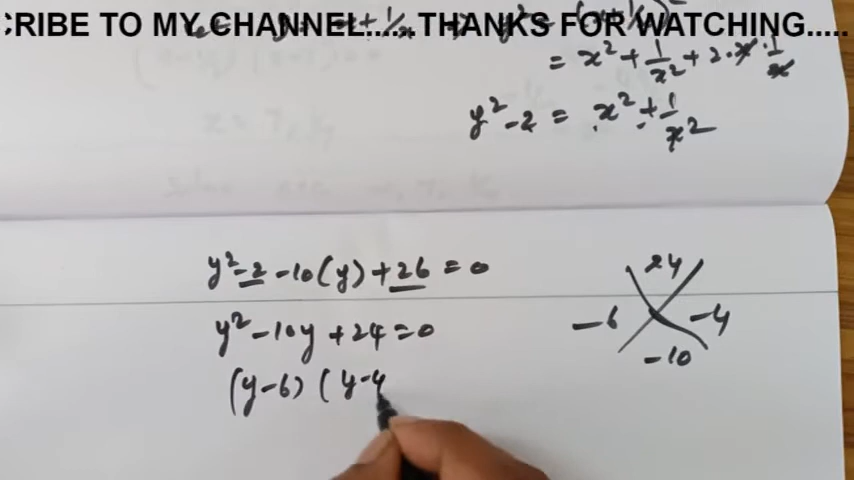 CRIBE TO MY CHANNEL.....THANKS FOR WATCHING.....
= x² + 1/x² + 2·x·1/x
y² - 2 = x² + 1/x²
y² - 2 - 10(y) + 26 = 0
24
-6 -4
y² - 10y + 24 = 0
-10
(y - 6) (y - 4